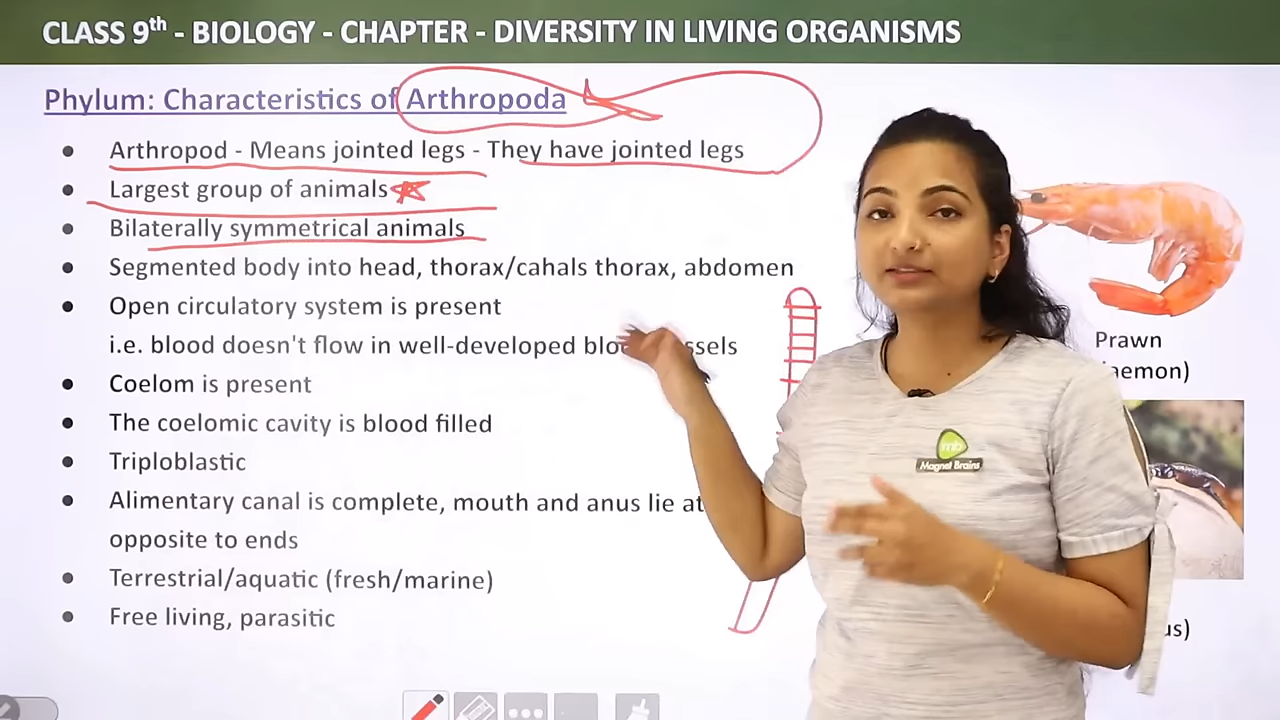 CLASS 9th - BIOLOGY - CHAPTER - DIVERSITY IN LIVING ORGANISMS
Phylum: Characteristics of Arthropoda
Arthropod - Means jointed legs - They have jointed legs
Largest group of animals
Bilaterally symmetrical animals
Segmented body into head, thorax/cahals thorax, abdomen
Open circulatory system is present
i.e. blood doesn't flow in well-developed
Coelom is present
The coelomic cavity is blood filled
Triploblastic
Alimentary canal is complete, mouth and anus lie at
opposite to ends
Terrestrial/aquatic (fresh/marine)
Free living, parasitic
Prawn
mb
Magnet Brains